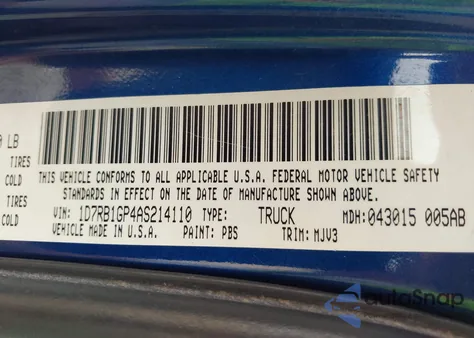 0 LB
TIRES
COLD
TIRES
COLD
THIS VEHICLE CONFORMS TO ALL APPLICABLE U.S.A. FEDERAL MOTOR VEHICLE SAFETY
STANDARDS IN EFFECT ON THE DATE OF MANUFACTURE SHOWN ABOVE.
VIN: 1D7RB1GP4AS214110 TYPE: TRUCK MDH: 043015 005AB
VEHICLE MADE IN U.S.A. PAINT: PBS TRIM: MJV3
autoSnap